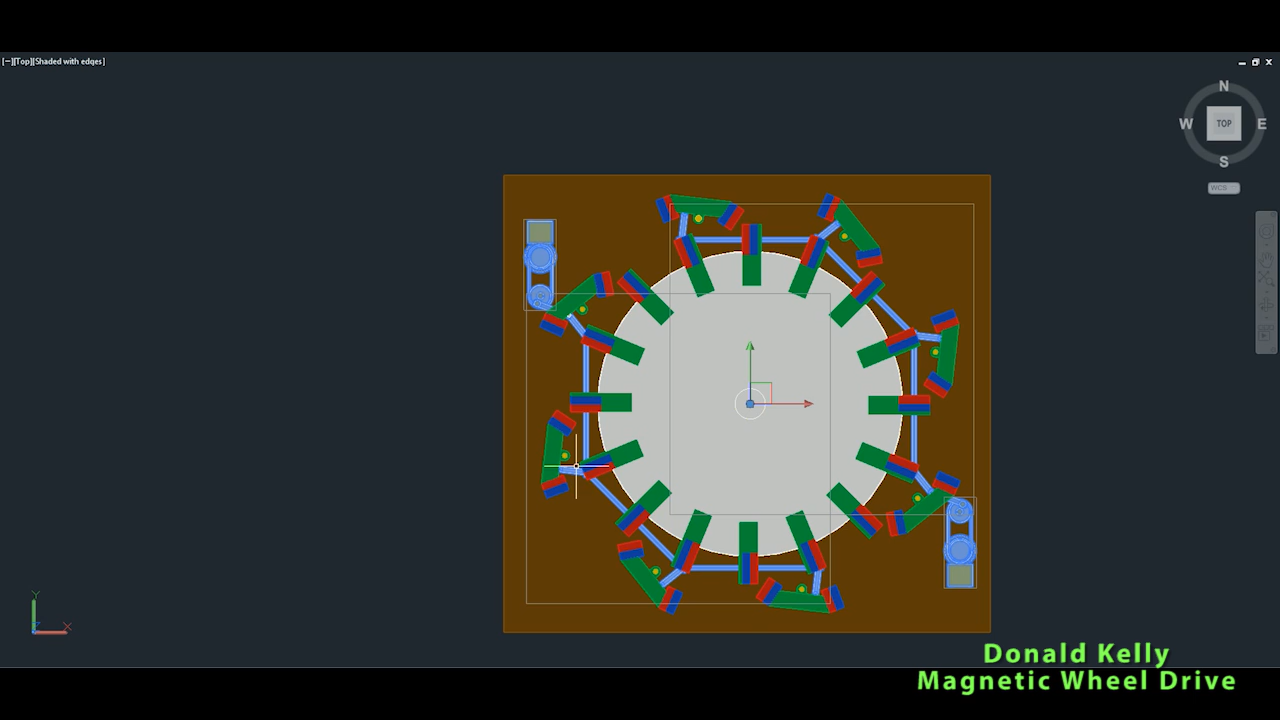 [−][Top][Shaded with edges]
N
W
TOP
E
S
WCS
Y
X
Donald Kelly
Magnetic Wheel Drive